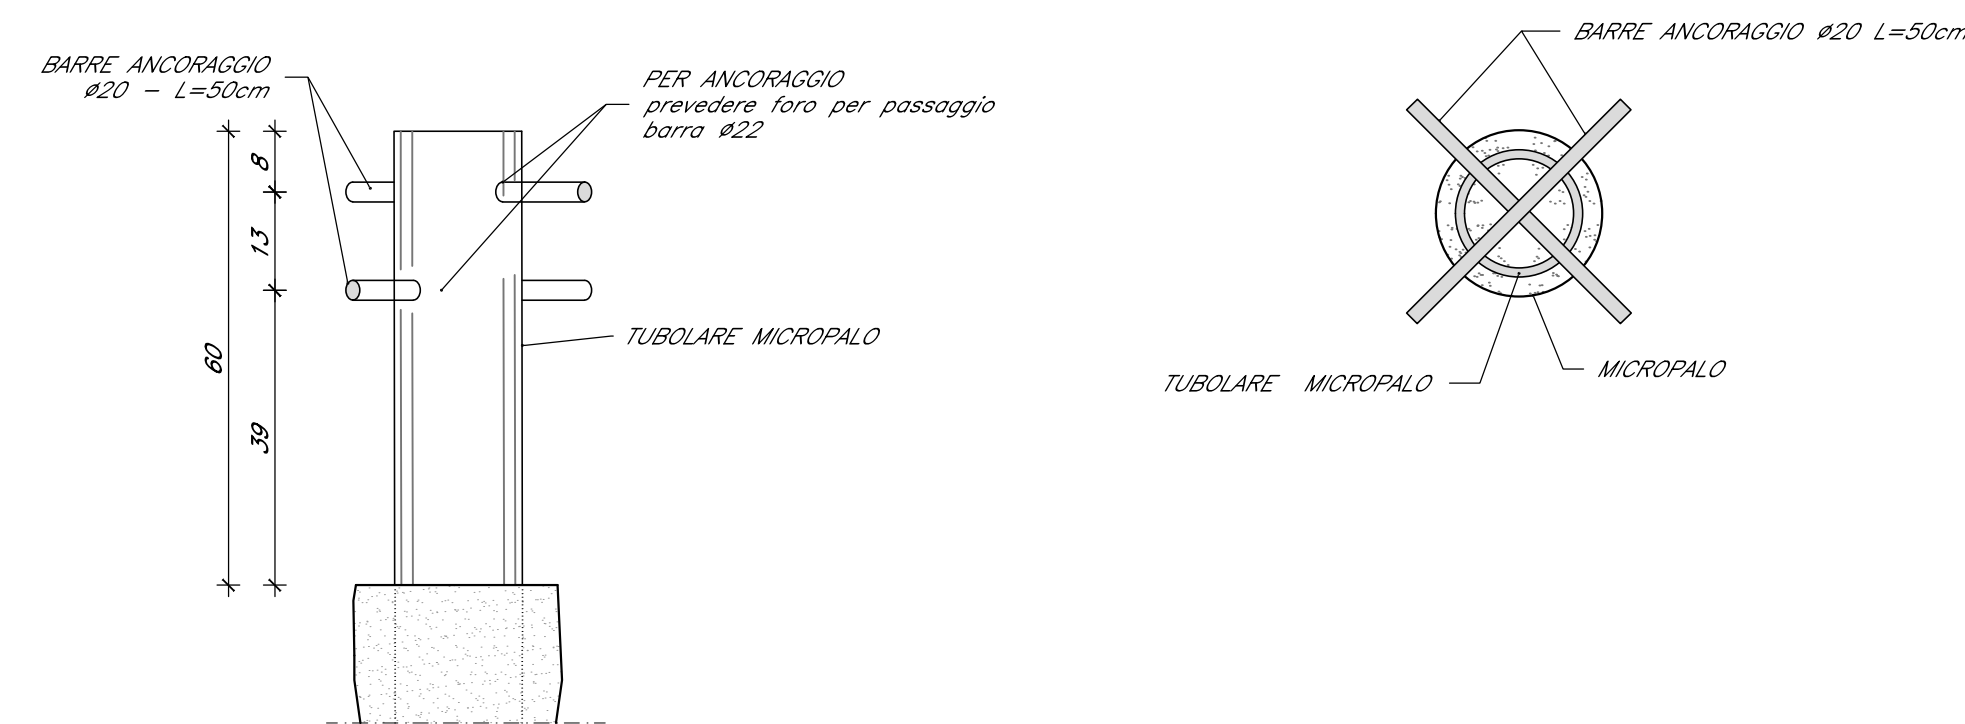 BARRE ANCORAGGIO
ø20 - L=50cm
PER ANCORAGGIO
prevedere foro per passaggio
barra ø22
8
13
60
39
TUBOLARE MICROPALO
BARRE ANCORAGGIO ø20 L=50cm
TUBOLARE MICROPALO
MICROPALO